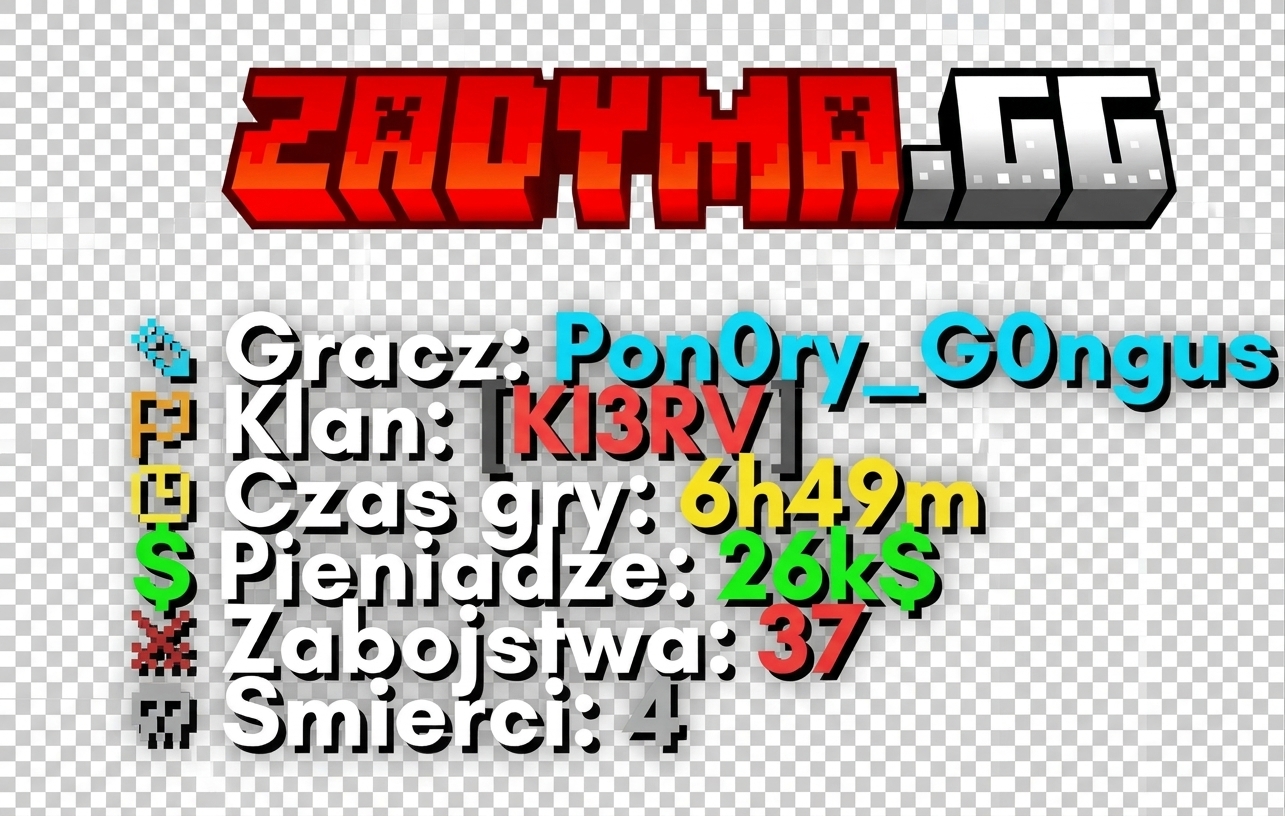 ZADYMA.GG
Gracz: Pon0ry_G0ngus
Klan: [KI3RV]
Czas gry: 6h49m
$ Pieniadze: 26k$
Zabojstwa: 37
Smierci: 4